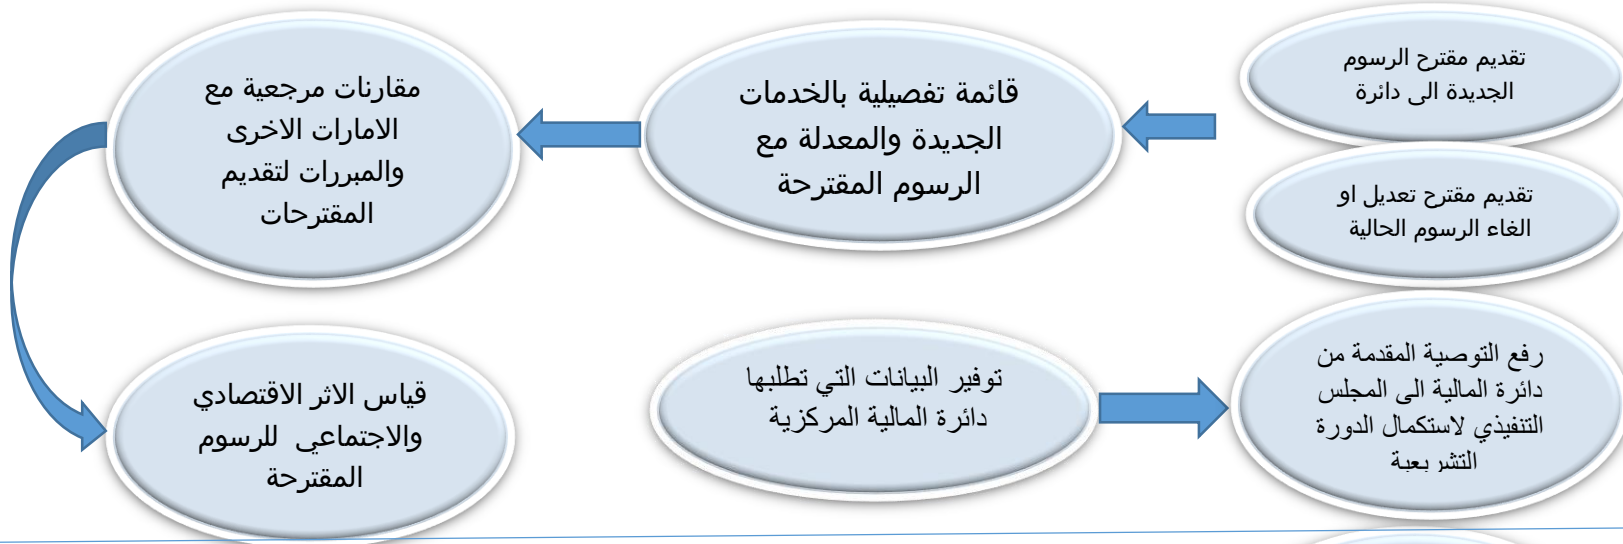 تقديم مقترح الرسوم
الجديدة الى دائرة
تقديم مقترح تعديل او
الغاء الرسوم الحالية
قائمة تفصيلية بالخدمات
الجديدة والمعدلة مع
الرسوم المقترحة
مقارنات مرجعية مع
الامارات الاخرى
والمبررات لتقديم
المقترحات
قياس الاثر الاقتصادي
والاجتماعي للرسوم
المقترحة
توفير البيانات التي تطلبها
دائرة المالية المركزية
رفع التوصية المقدمة من
دائرة المالية الى المجلس
التنفيذي لاستكمال الدورة
التشريعية